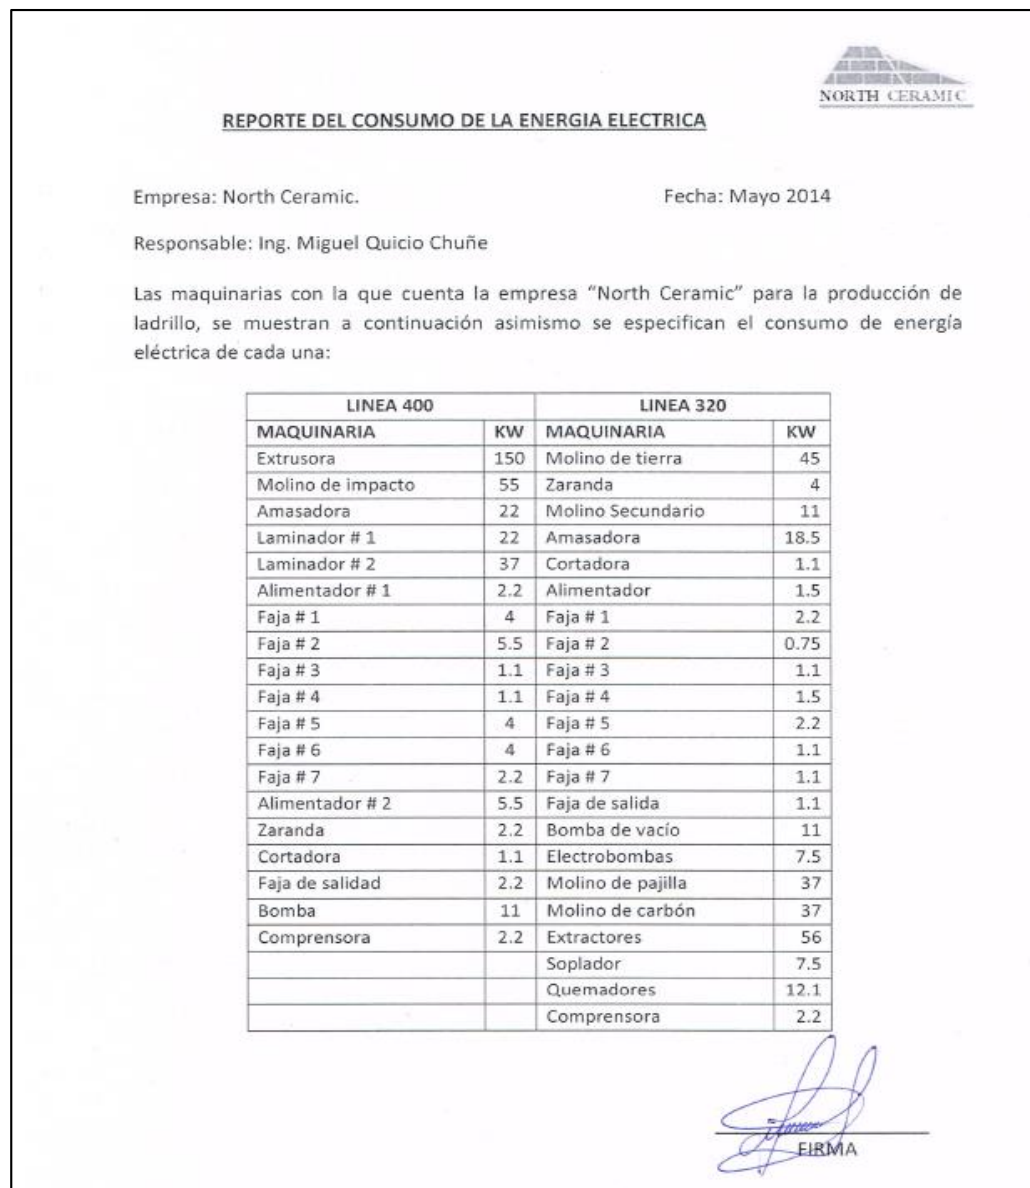 NORTH CERAMIC
REPORTE DEL CONSUMO DE LA ENERGIA ELECTRICA
Empresa: North Ceramic. Fecha: Mayo 2014
Responsable: Ing. Miguel Quicio Chuñe
Las maquinarias con la que cuenta la empresa “North Ceramic” para la producción de
ladrillo, se muestran a continuación asimismo se especifican el consumo de energía
eléctrica de cada una:
LINEA 400 LINEA 320
MAQUINARIA KW MAQUINARIA KW
Extrusora 150 Molino de tierra 45
Molino de impacto 55 Zaranda 4
Amasadora 22 Molino Secundario 11
Laminador # 1 22 Amasadora 18.5
Laminador # 2 37 Cortadora 1.1
Alimentador # 1 2.2 Alimentador 1.5
Faja # 1 4 Faja # 1 2.2
Faja # 2 5.5 Faja # 2 0.75
Faja # 3 1.1 Faja # 3 1.1
Faja # 4 1.1 Faja # 4 1.5
Faja # 5 4 Faja # 5 2.2
Faja # 6 4 Faja # 6 1.1
Faja # 7 2.2 Faja # 7 1.1
Alimentador # 2 5.5 Faja de salida 1.1
Zaranda 2.2 Bomba de vacío 11
Cortadora 1.1 Electrobombas 7.5
Faja de salidad 2.2 Molino de pajilla 37
Bomba 11 Molino de carbón 37
Comprensora 2.2 Extractores 56
Soplador 7.5
Quemadores 12.1
Comprensora 2.2
FIRMA